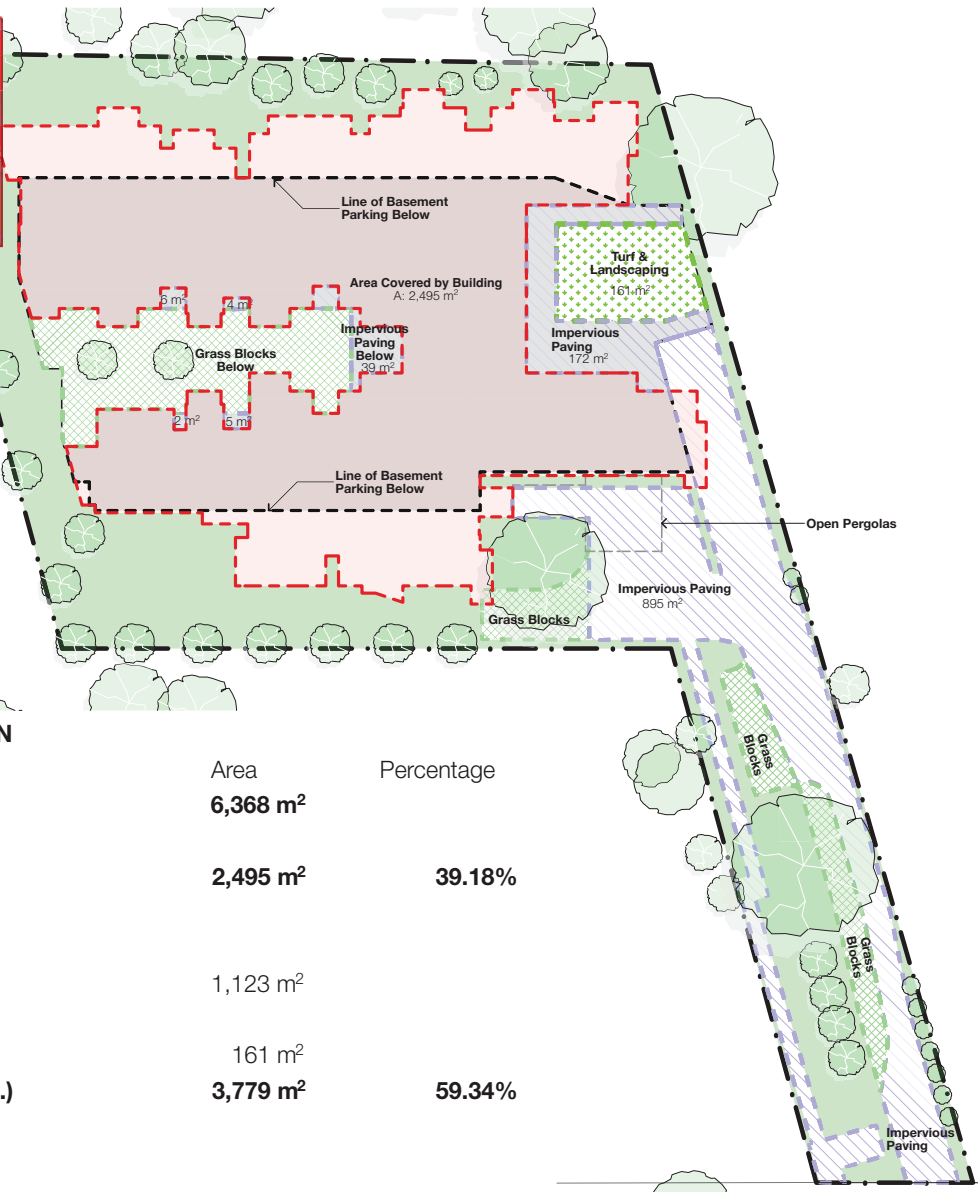 Line of Basement
Parking Below
Turf &
Landscaping
161 m²
Area Covered by Building
A: 2,495 m²
6 m²
4 m²
Impervious
Paving
Below
39 m²
Impervious
Paving
172 m²
Grass Blocks
Below
2 m²
5 m²
Line of Basement
Parking Below
Open Pergolas
Impervious Paving
895 m²
Grass Blocks
N
Grass
Blocks
Area Percentage
6,368 m²
2,495 m² 39.18%
Grass
Blocks
1,123 m²
161 m²
.) 3,779 m² 59.34%
Impervious
Paving